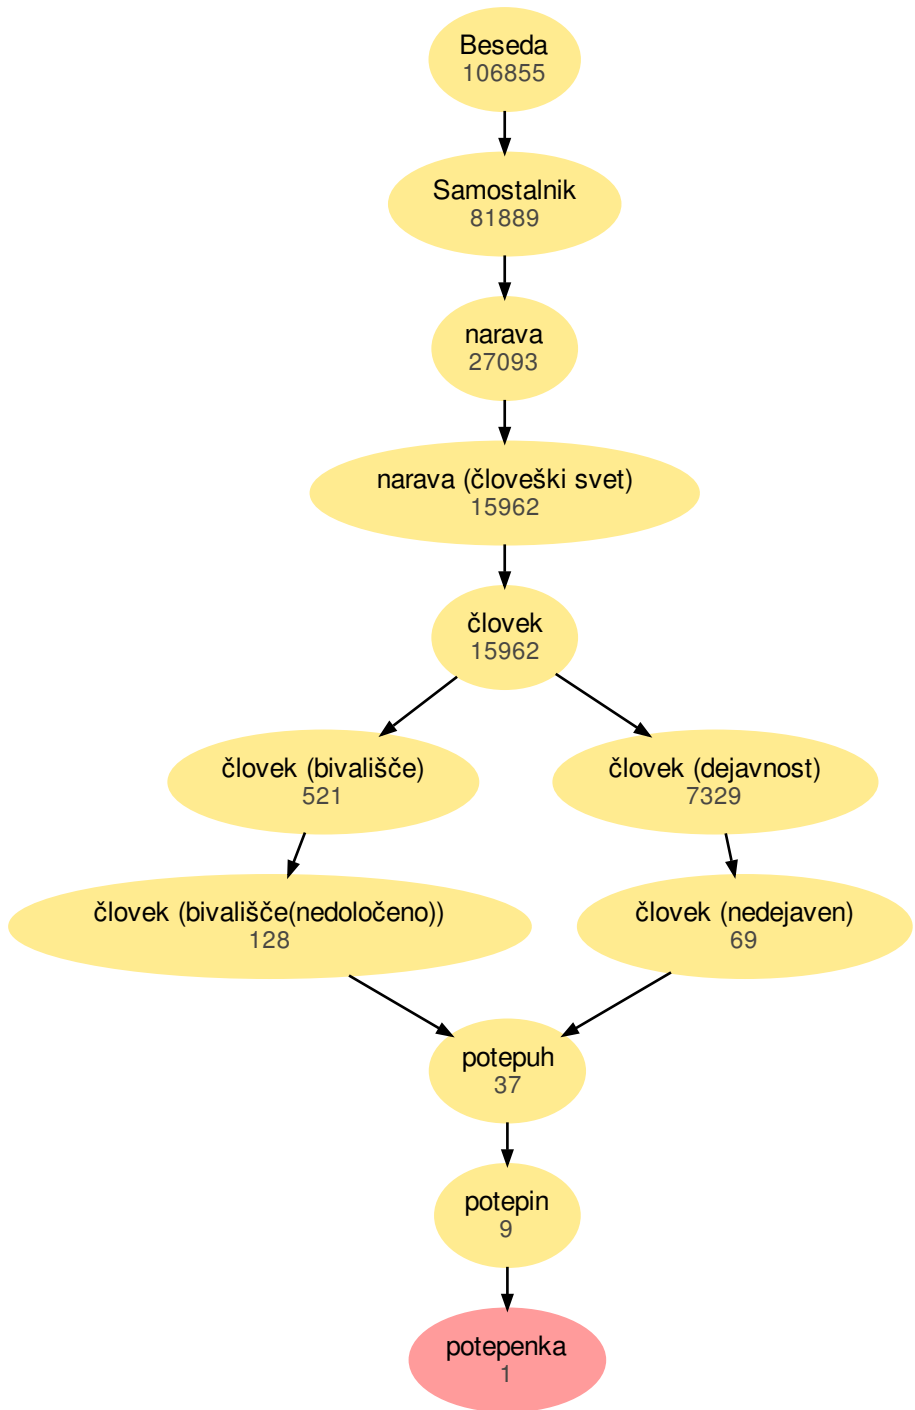 Beseda
106855
Samostalnik
81889
narava
27093
narava (človeški svet)
15962
človek
15962
človek (bivališče)
521
človek (dejavnost)
7329
človek (bivališče(nedoločeno))
128
človek (nedejaven)
69
potepuh
37
potepin
9
potepenka
1